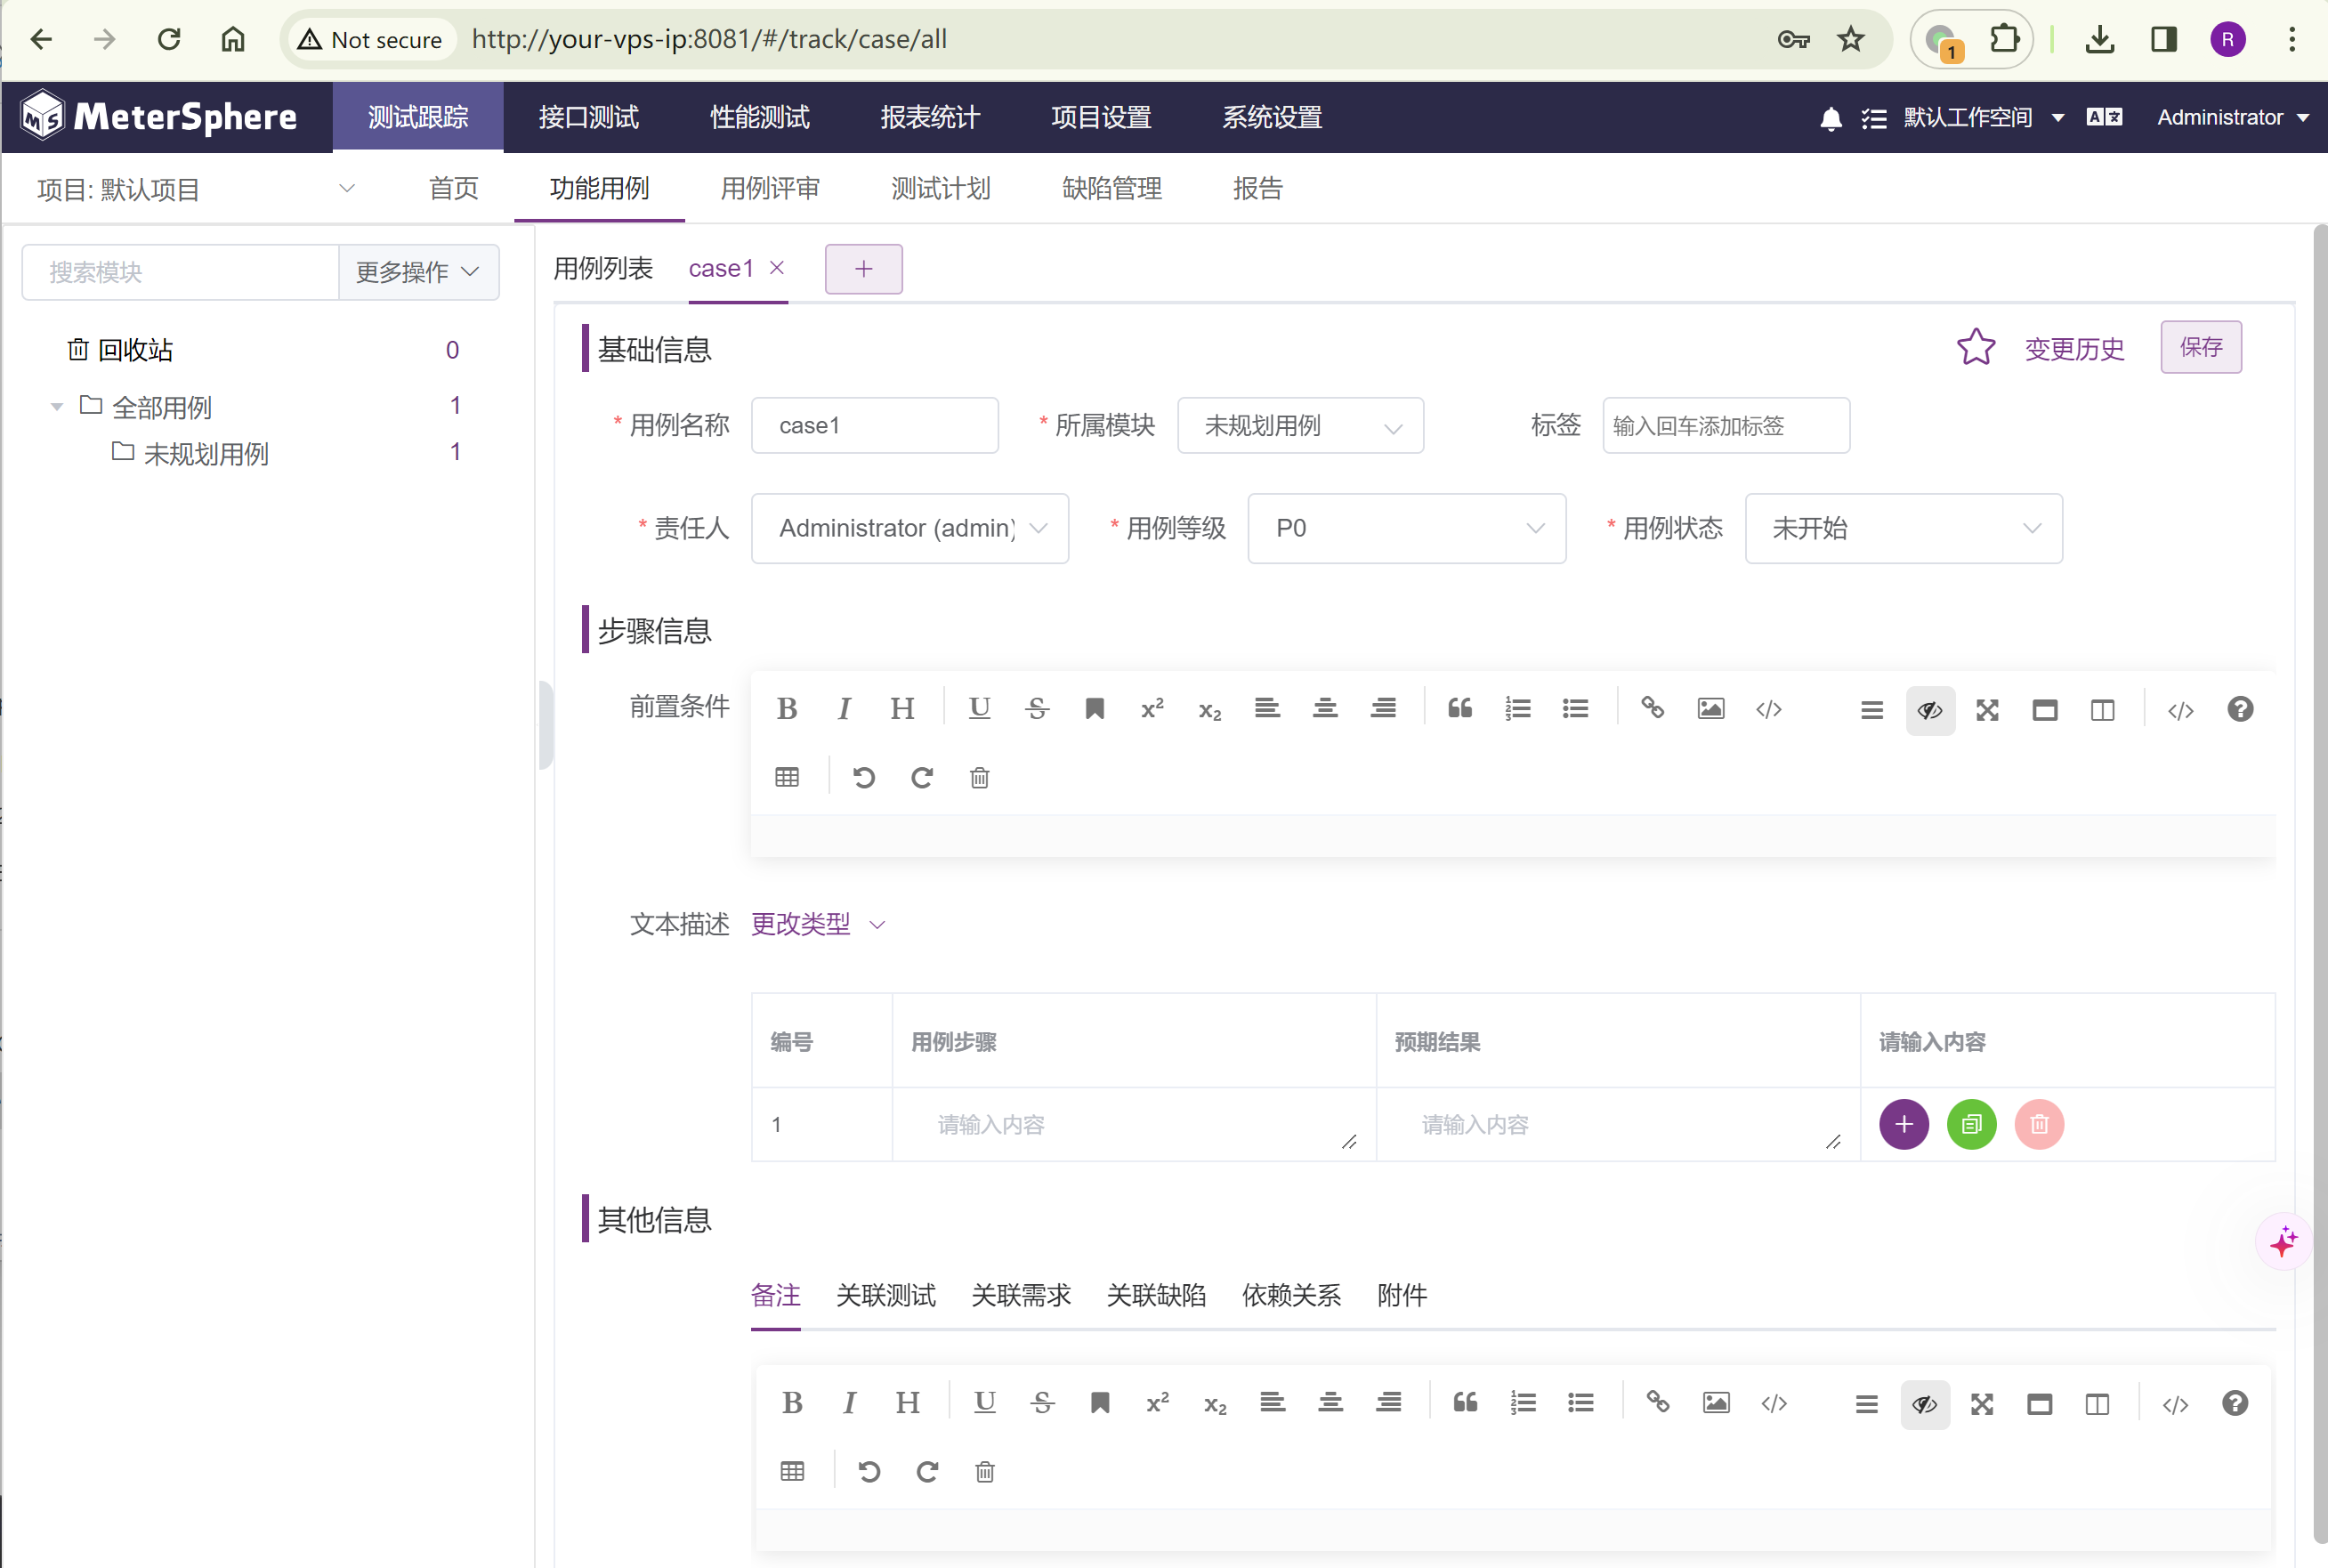 Not secure http://your-vps-ip:8081/#/track/case/all 1 R
MS MeterSphere 测试跟踪 接口测试 性能测试 报表统计 项目设置 系统设置 默认工作空间 Administrator
项目: 默认项目 首页 功能用例 用例评审 测试计划 缺陷管理 报告
搜索模块 更多操作
回收站 0
全部用例 1
未规划用例 1
用例列表 case1 × +
基础信息 变更历史 保存
* 用例名称 case1 * 所属模块 未规划用例 标签 输入回车添加标签
* 责任人 Administrator (admin) * 用例等级 P0 * 用例状态 未开始
步骤信息
前置条件 B I H U S x² x₂
文本描述 更改类型
编号 用例步骤 预期结果 请输入内容
1 请输入内容 请输入内容
其他信息
备注 关联测试 关联需求 关联缺陷 依赖关系 附件
B I H U S x² x₂